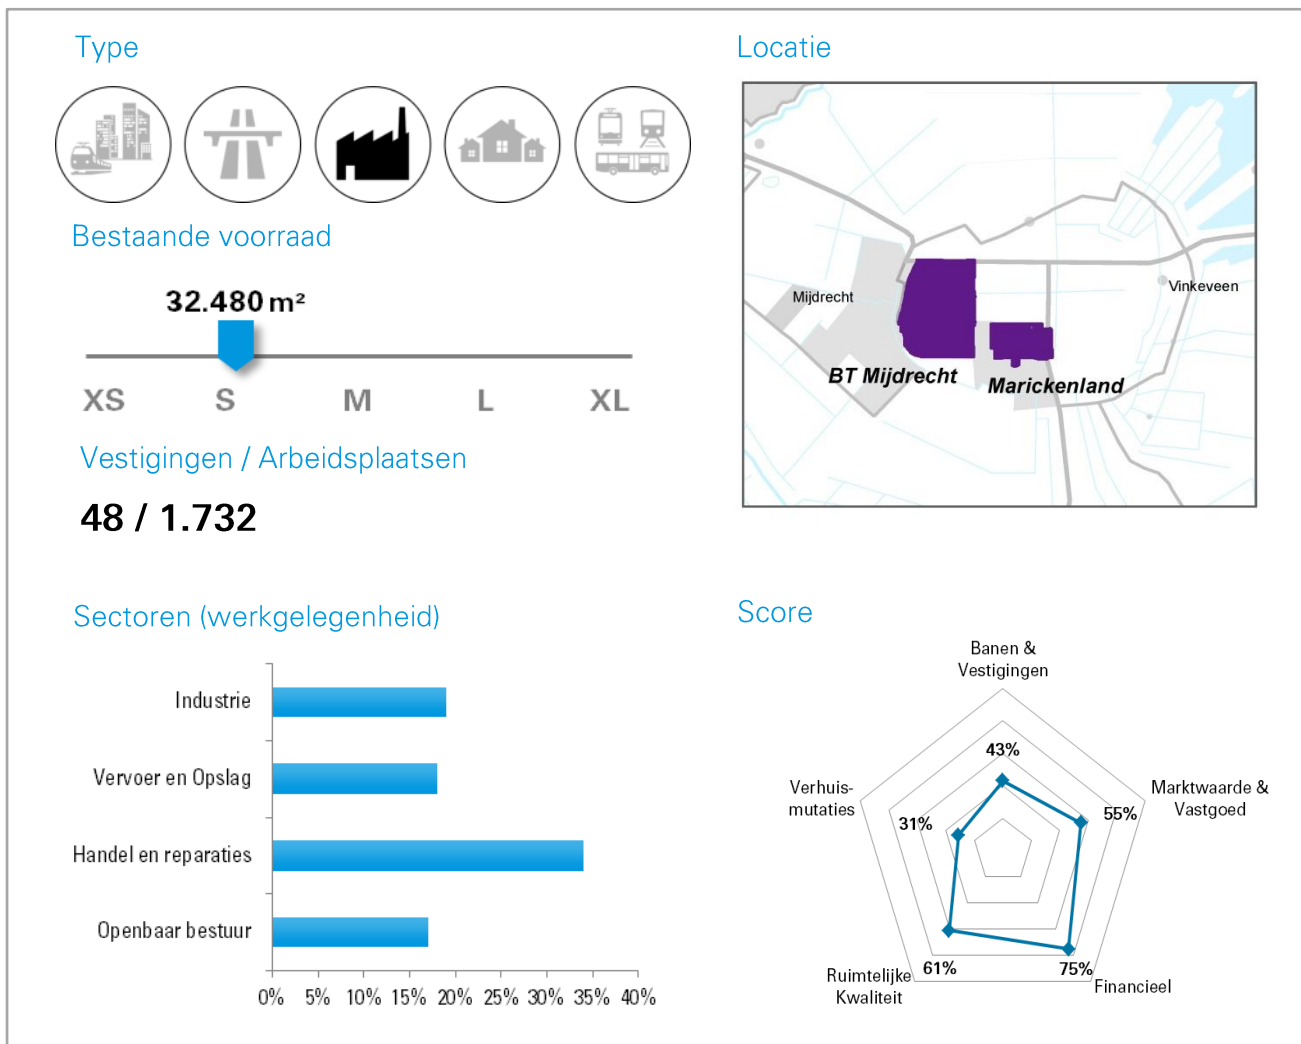 Type
Bestaande voorraad
32.480 m²
XS S M L XL
Vestigingen / Arbeidsplaatsen
48 / 1.732
Locatie
Mijdrecht
Vinkeveen
BT Mijdrecht
Marickenland
Sectoren (werkgelegenheid)
Industrie
Vervoer en Opslag
Handel en reparaties
Openbaar bestuur
0% 5% 10% 15% 20% 25% 30% 35% 40%
Score
Banen &
Vestigingen
43%
Verhuis-
mutaties
31%
Marktwaarde &
Vastgoed
55%
Ruimtelijke
Kwaliteit
61%
75%
Financieel